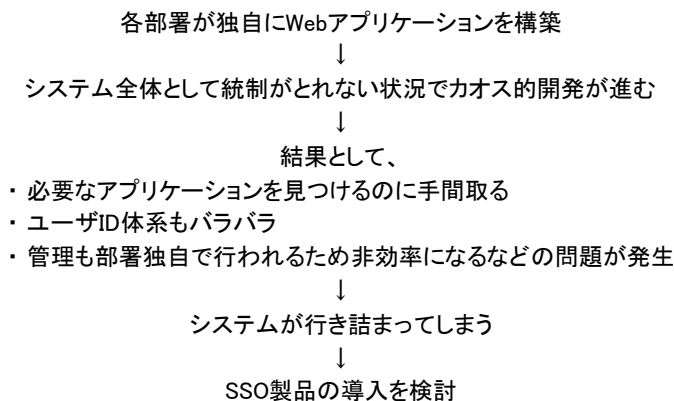 各部署が独自にWebアプリケーションを構築
↓
システム全体として統制がとれない状況でカオス的開発が進む
↓
結果として、
・ 必要なアプリケーションを見つけるのに手間取る
・ ユーザID体系もバラバラ
・ 管理も部署独自で行われるため非効率になるなどの問題が発生
↓
システムが行き詰まってしまう
↓
SSO製品の導入を検討